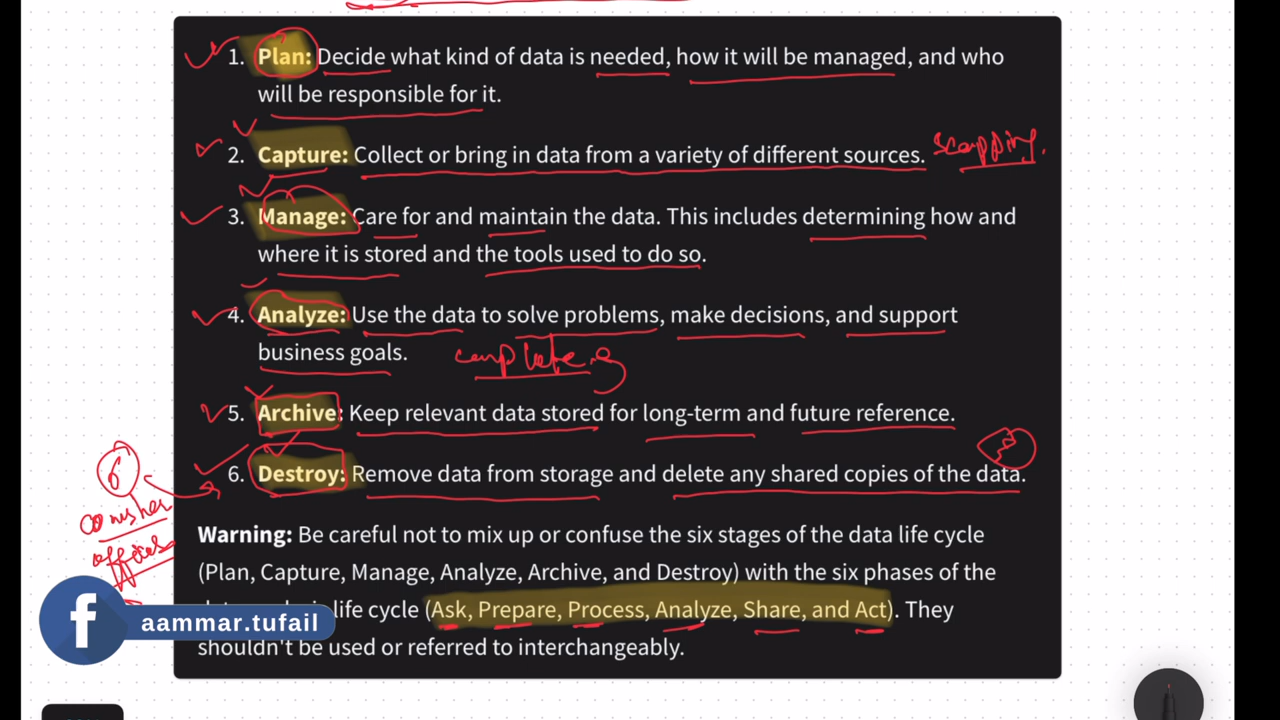 1. Plan: Decide what kind of data is needed, how it will be managed, and who
will be responsible for it.
2. Capture: Collect or bring in data from a variety of different sources. scapping.
3. Manage: Care for and maintain the data. This includes determining how and
where it is stored and the tools used to do so.
4. Analyze: Use the data to solve problems, make decisions, and support
business goals.
5. Archive: Keep relevant data stored for long-term and future reference.
6. Destroy: Remove data from storage and delete any shared copies of the data.
6
Warning: Be careful not to mix up or confuse the six stages of the data life cycle
(Plan, Capture, Manage, Analyze, Archive, and Destroy) with the six phases of the
life cycle (Ask, Prepare, Process, Analyze, Share, and Act). They
shouldn't be used or referred to interchangeably.
f aammar.tufail